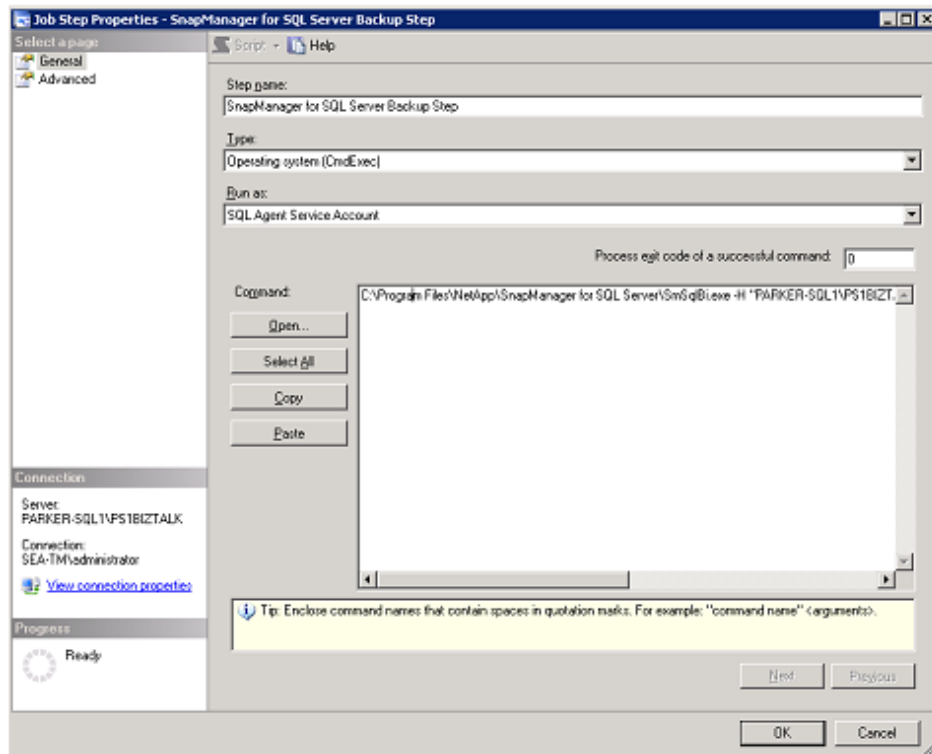 Job Step Properties - SnapManager for SQL Server Backup Step
Select a page
General
Advanced
Script
Help
Step name:
SnapManager for SQL Server Backup Step
Type:
Operating system (CmdExec)
Run as:
SQL Agent Service Account
Process exit code of a successful command:
0
Command:
C:\Program Files\NetApp\SnapManager for SQL Server\SmSqlBi.exe -H "PARKER-SQL1\PS1BIZT
Open...
Select All
Copy
Paste
Connection
Server:
PARKER-SQL1\PS1BIZTALK
Connection:
SEA-TM\administrator
View connection properties
Tip: Enclose command names that contain spaces in quotation marks. For example: "command name" <arguments>.
Progress
Ready
Next
Previous
OK
Cancel